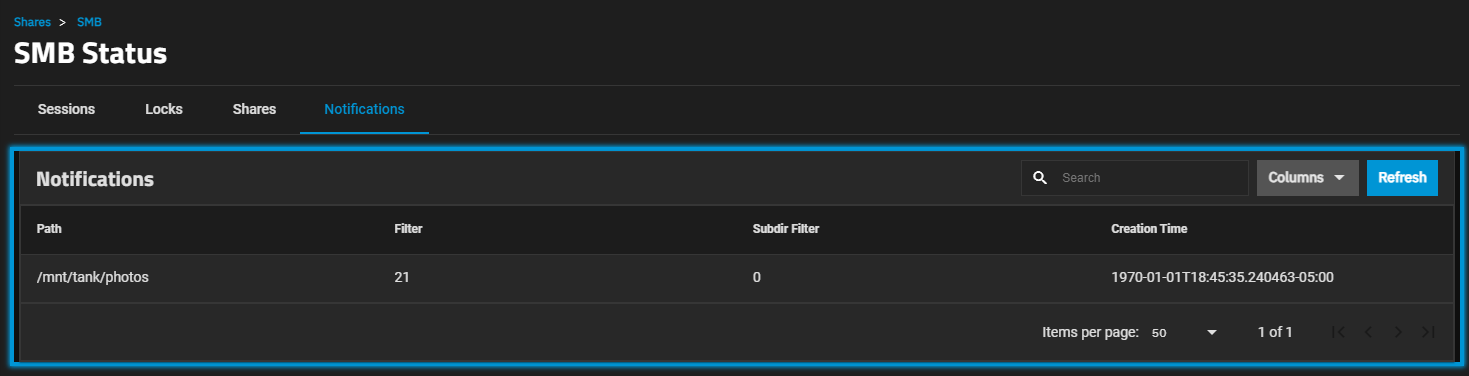 Shares > SMB
SMB Status
Sessions Locks Shares Notifications
Notifications Search Columns Refresh
Path Filter Subdir Filter Creation Time
/mnt/tank/photos 21 0 1970-01-01T18:45:35.240463-05:00
Items per page: 50 1 of 1